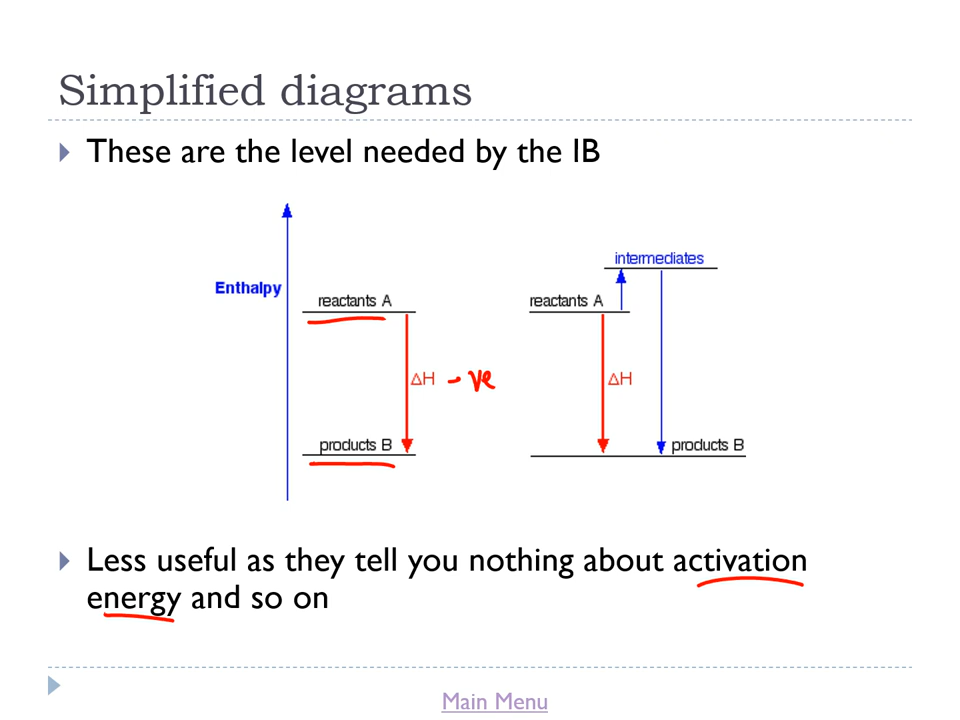 Simplified diagrams
These are the level needed by the IB
intermediates
Enthalpy
reactants A
reactants A
ΔH
-ve
ΔH
products B
products B
Less useful as they tell you nothing about activation
energy and so on
Main Menu